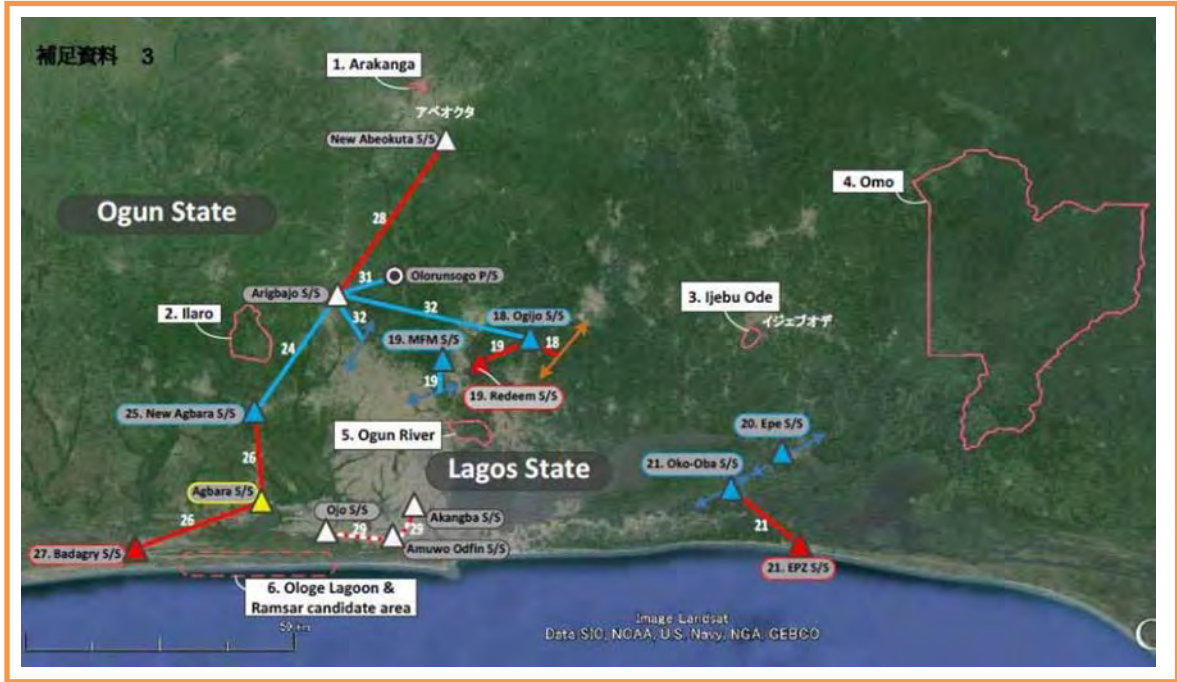 補足資料 3
1. Arakanga
アベオクタ
New Abeokuta S/S
4. Omo
Ogun State
28
31
Olorunsogo P/S
Arigbajo S/S
2. Ilaro
32
32
18. Ogijo S/S
3. Ijebu Ode
イジェブオデ
24
19. MFM S/S
19
18
19
19. Redeem S/S
25. New Agbara S/S
5. Ogun River
20. Epe S/S
26
Lagos State
21. Oko-Oba S/S
Agbara S/S
Ojo S/S
Akangba S/S
26
29
29
21
Amuwo Odfin S/S
27. Badagry S/S
21. EPZ S/S
6. Ologe Lagoon &
Ramsar candidate area
Image Landsat
Data SIO, NOAA, U.S. Navy, NGA, GEBCO